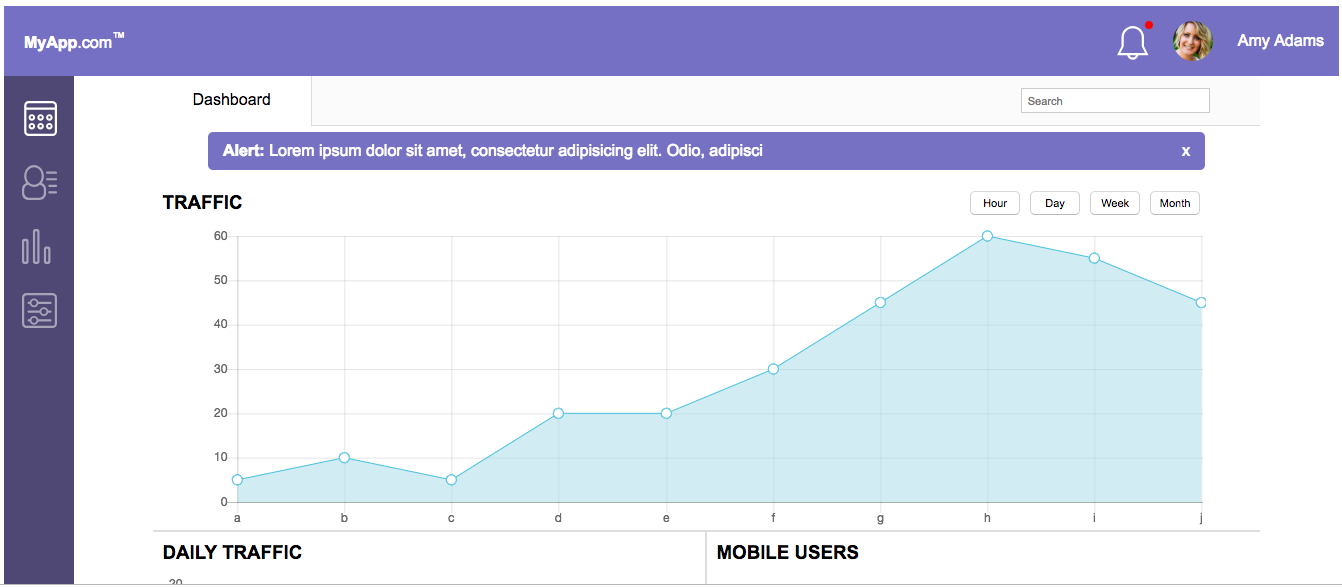 MyApp.com™
Amy Adams
Dashboard
Search
Alert: Lorem ipsum dolor sit amet, consectetur adipisicing elit. Odio, adipisci
x
TRAFFIC
Hour Day Week Month
60
50
40
30
20
10
0
a b c d e f g h i j
DAILY TRAFFIC
MOBILE USERS
20